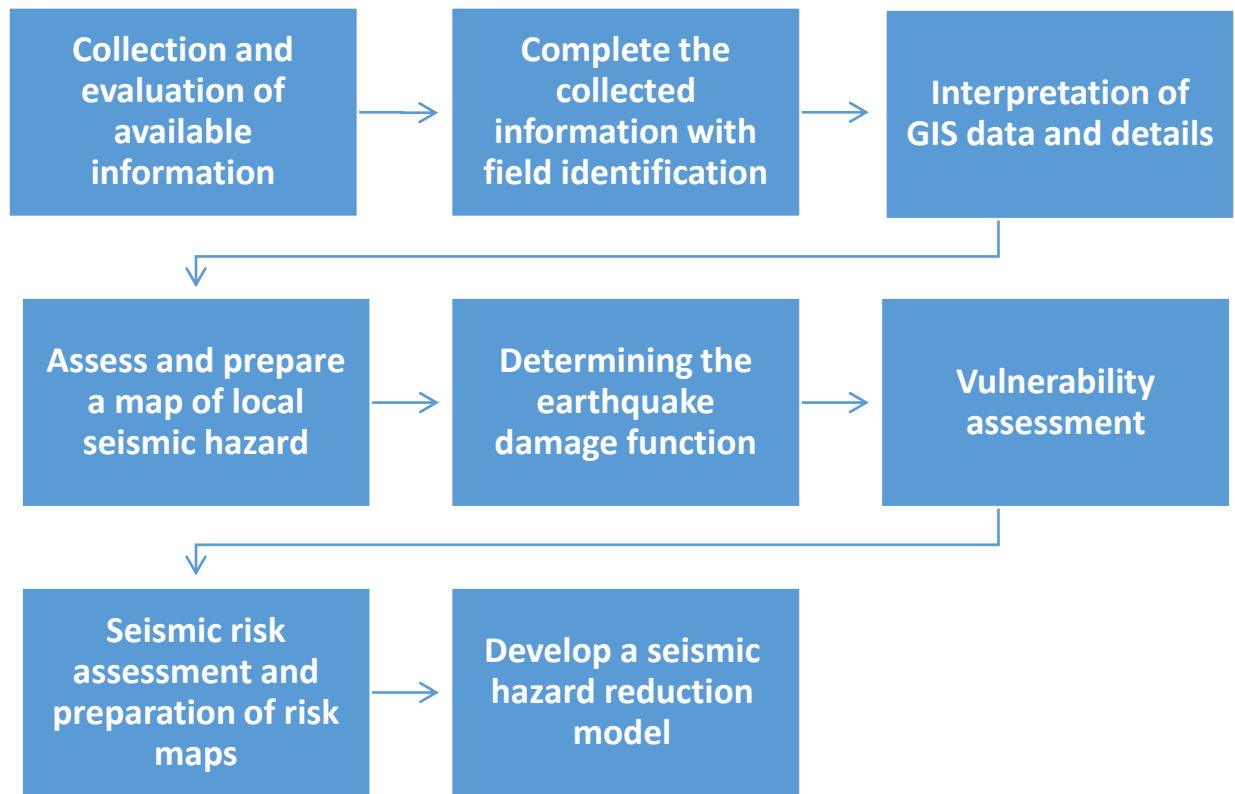 Collection and
evaluation of
available
information
Complete the
collected
information with
field identification
Interpretation of
GIS data and details
Assess and prepare
a map of local
seismic hazard
Determining the
earthquake
damage function
Vulnerability
assessment
Seismic risk
assessment and
preparation of risk
maps
Develop a seismic
hazard reduction
model